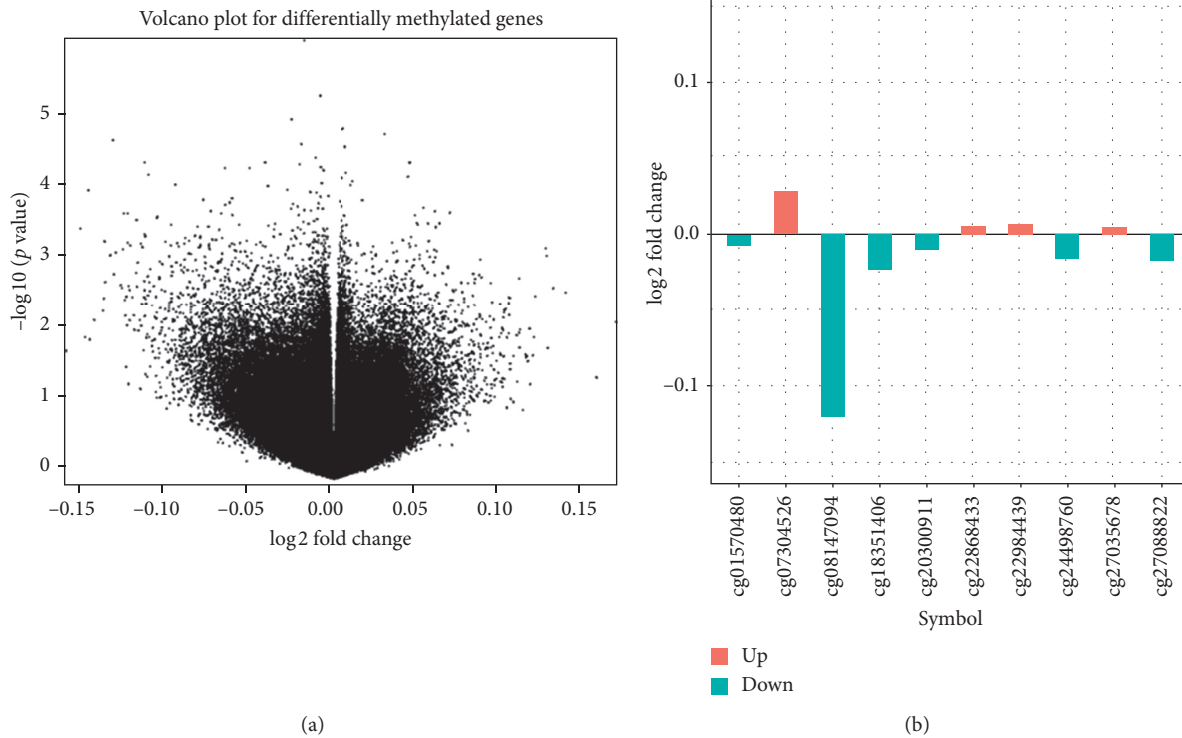 Volcano plot for differentially methylated genes
–log10 (p value)
5
4
3
2
1
0
–0.15
–0.10
–0.05
0.00
0.05
0.10
0.15
log2 fold change
(a)
log2 fold change
0.1
0.0
–0.1
cg01570480
cg07304526
cg08147094
cg18351406
cg20300911
cg22868433
cg22984439
cg24498760
cg27035678
cg27088822
Symbol
Up
Down
(b)